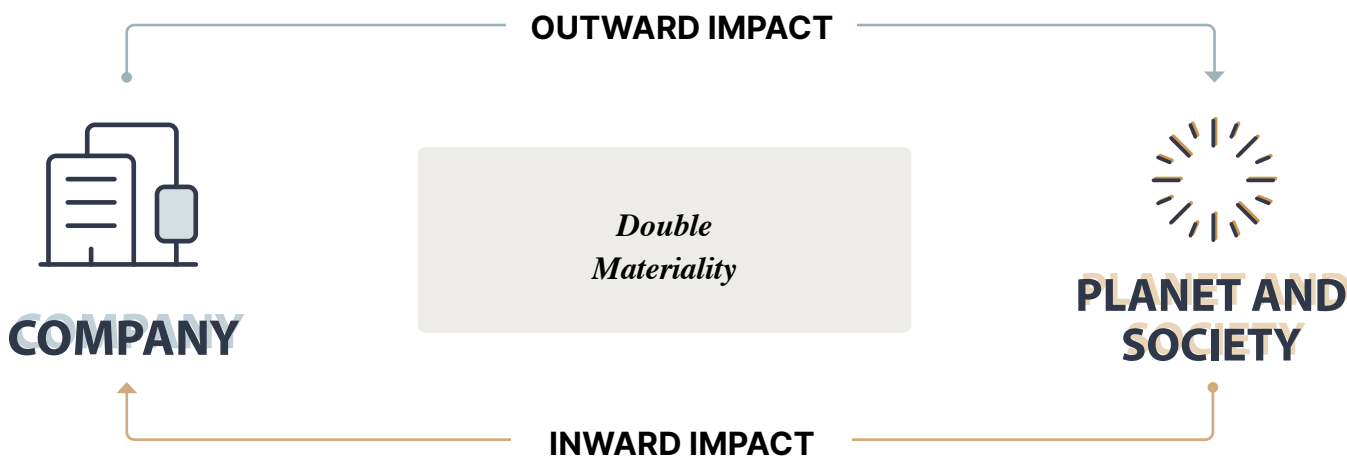 OUTWARD IMPACT
Double
Materiality
COMPANY
PLANET AND
SOCIETY
INWARD IMPACT